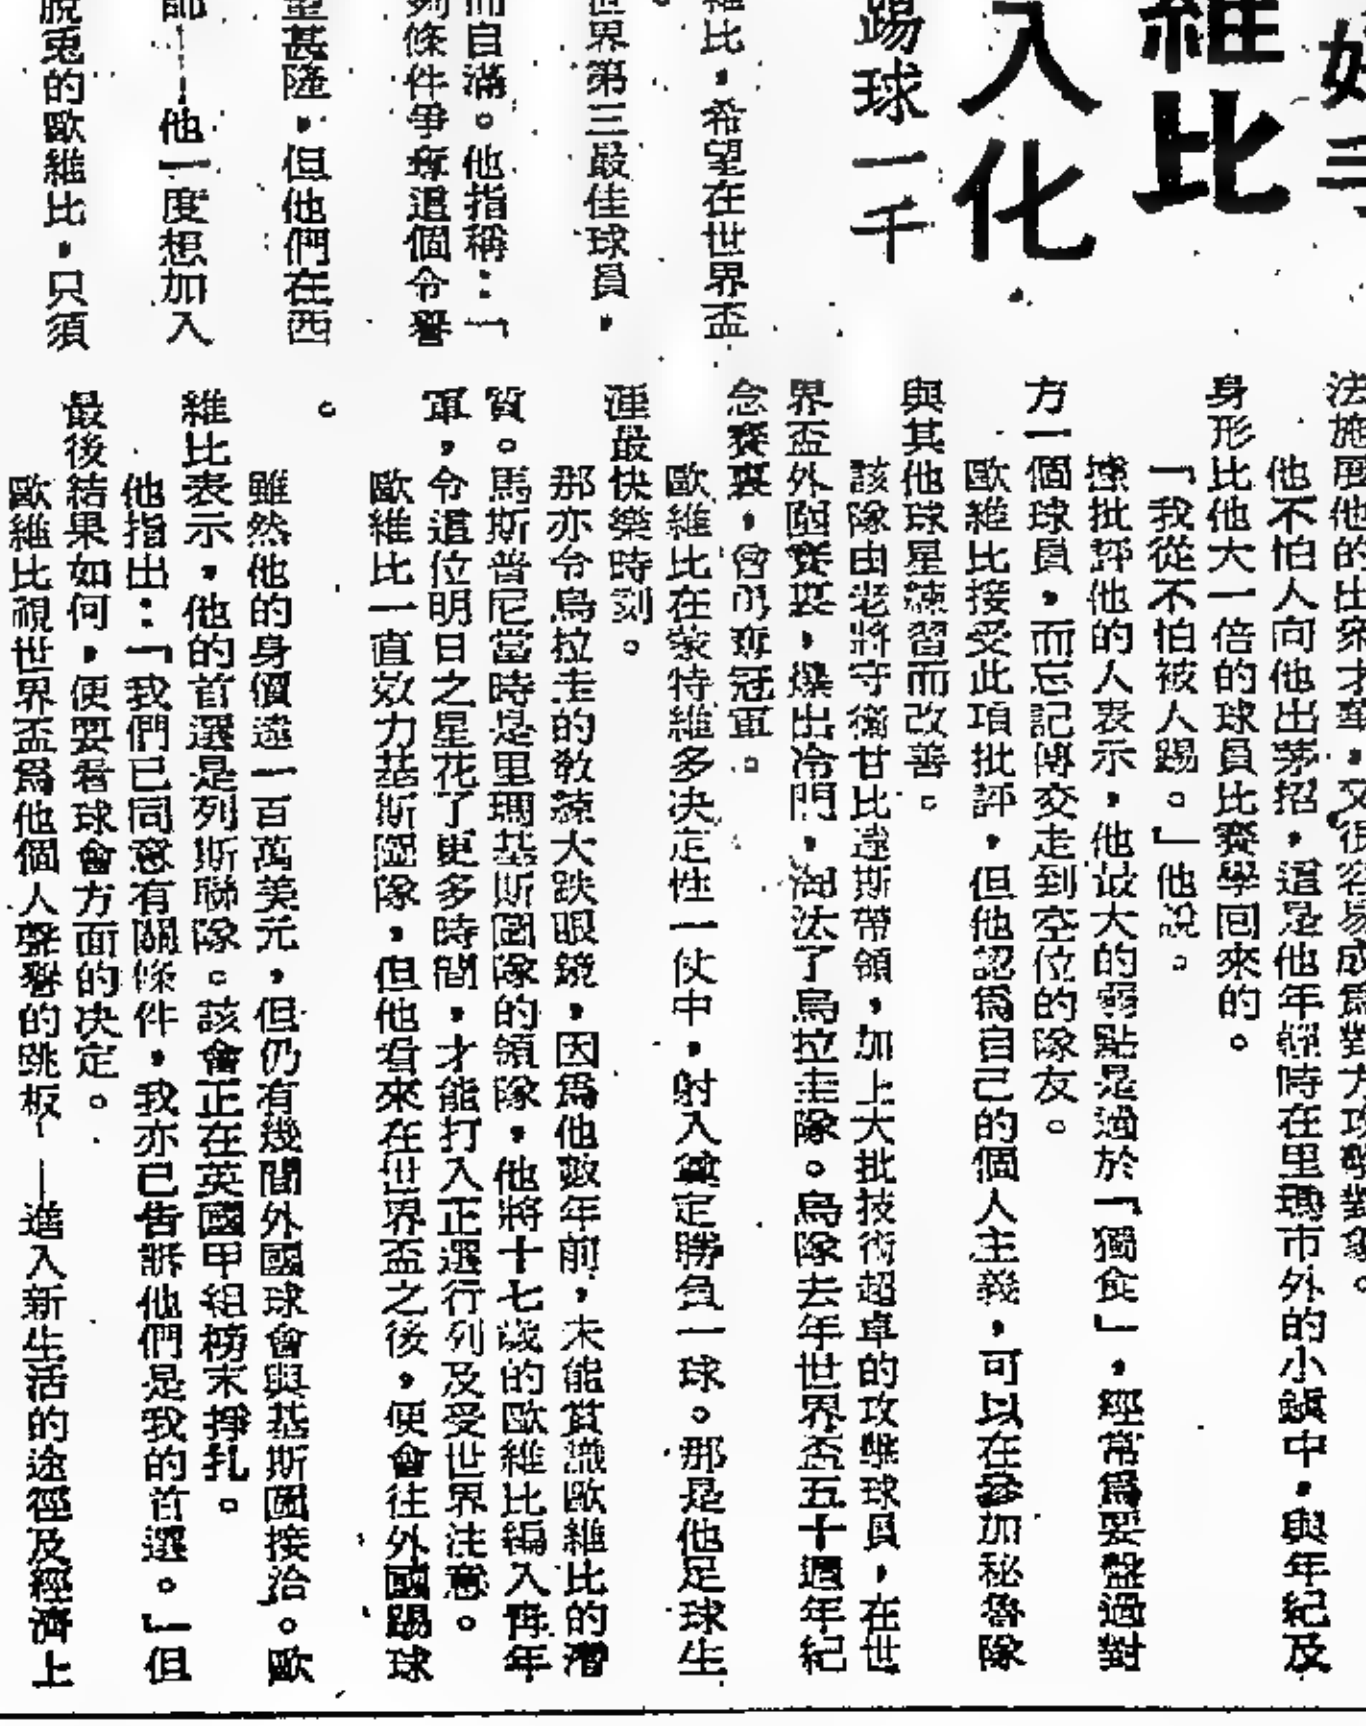 好手
維比
入化
踢球一千
維比，希望在世界盃
世界第三最佳球員，
而自滿。他指稱：「
列條件爭奪這個令譽
甚隆，但他們在西
師——他一度想加入
脫兎的歐維比，只須
法施展他的出衆才華，又很容易成爲對方攻擊對象。
他不怕人向他出茅招，這是他年輕時在里瑪市外的小鎮中，與年紀及
身形比他大一倍的球員比賽學回來的。
「我從不怕被人踢。」他說。
據批評他的人表示，他最大的弱點是過於「獨食」，經常爲要盤過對
方一個球員，而忘記傳交走到空位的隊友。
歐維比接受此項批評，但他認爲自己的個人主義，可以在參加秘魯隊
與其他球星練習而改善。
該隊由老將守衞甘比達斯帶領，加上大批技術超卓的攻擊球員，在世
界盃外圍賽裏，爆出冷門，淘汰了烏拉圭隊。烏隊去年世界盃五十週年紀
念賽裏，曾勇奪冠軍。
歐維比在蒙特維多決定性一仗中，射入奠定勝負一球。那是他足球生
涯最快樂時刻。
那亦令烏拉圭的敎練大跌眼鏡，因爲他數年前，未能賞識歐維比的潛
質。馬斯普尼當時是里瑪基斯圖隊的領隊，他將十七歲的歐維比編入靑年
軍，令這位明日之星花了更多時間，才能打入正選行列及受世界注意。
歐維比一直效力基斯圖隊，但他看來在世界盃之後，便會往外國踢球
。
雖然他的身價達一百萬美元，但仍有幾間外國球會與基斯圖接洽。歐
維比表示，他的首選是列斯聯隊。該會正在英國甲組榜末掙扎。
他指出：「我們已同意有關條件，我亦已告訴他們是我的首選。」但
最後結果如何，便要看球會方面的決定。
歐維比視世界盃爲他個人聲譽的跳板——進入新生活的途徑及經濟上